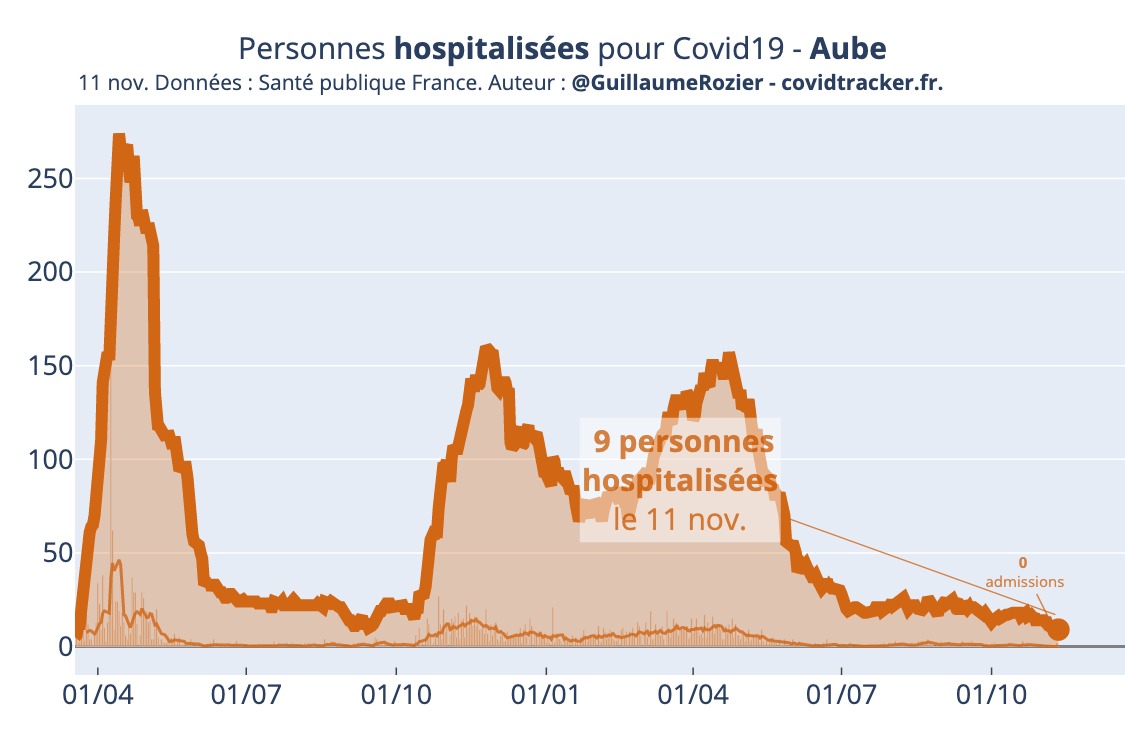 Personnes hospitalisées pour Covid19 - Aube
11 nov. Données : Santé publique France. Auteur : @GuillaumeRozier - covidtracker.fr.
250
200
150
100
50
0
9 personnes
hospitalisées
le 11 nov.
0
admissions
01/04
01/07
01/10
01/01
01/04
01/07
01/10